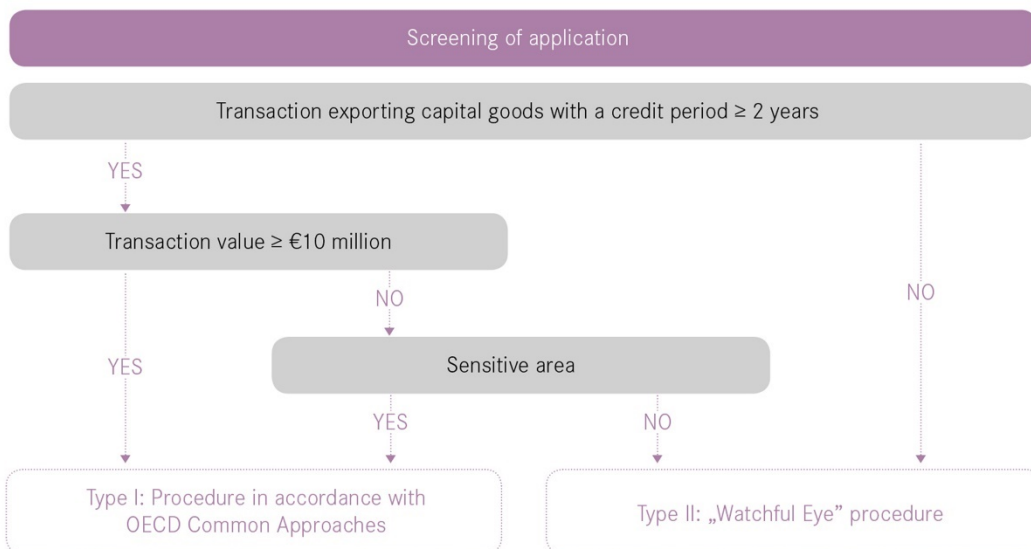 Screening of application
Transaction exporting capital goods with a credit period ≥ 2 years
YES
Transaction value ≥ €10 million
NO
NO
Sensitive area
YES
YES
NO
Type I: Procedure in accordance with
OECD Common Approaches
Type II: „Watchful Eye” procedure